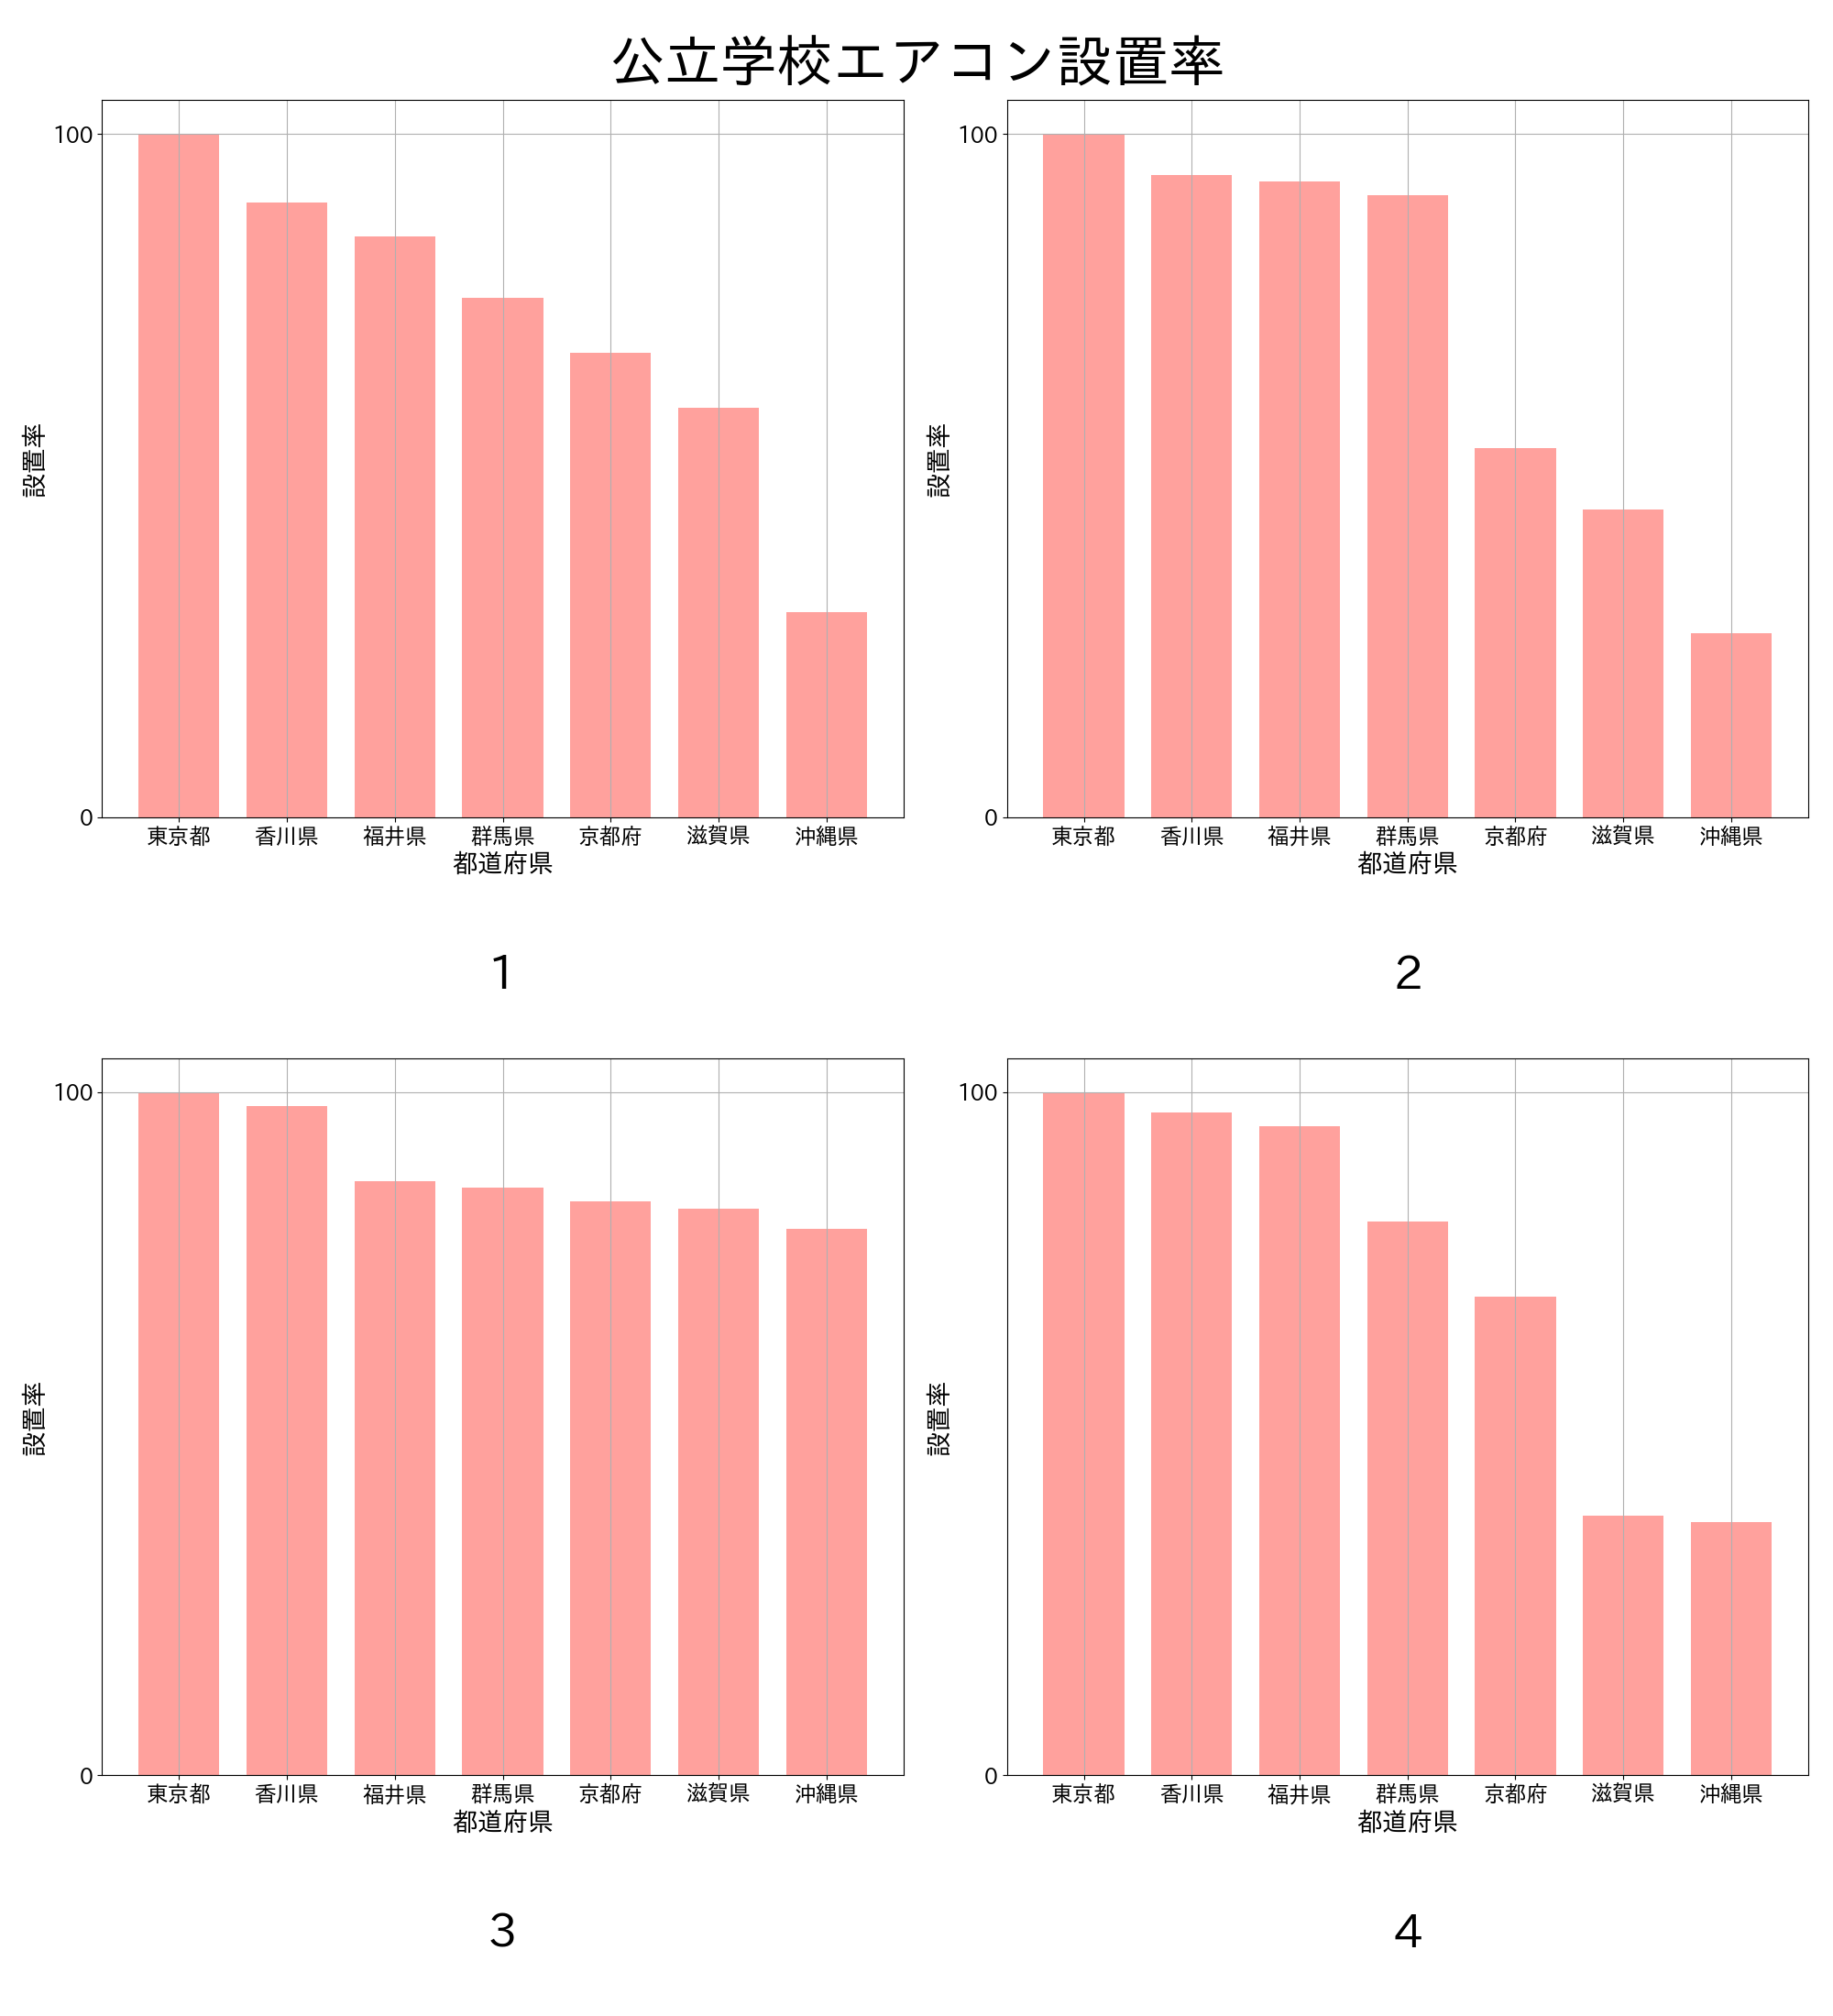 公立学校エアコン設置率
100
0
設置率
東京都 香川県 福井県 群馬県 京都府 滋賀県 沖縄県
都道府県
1
100
0
設置率
東京都 香川県 福井県 群馬県 京都府 滋賀県 沖縄県
都道府県
2
100
0
設置率
東京都 香川県 福井県 群馬県 京都府 滋賀県 沖縄県
都道府県
3
100
0
設置率
東京都 香川県 福井県 群馬県 京都府 滋賀県 沖縄県
都道府県
4